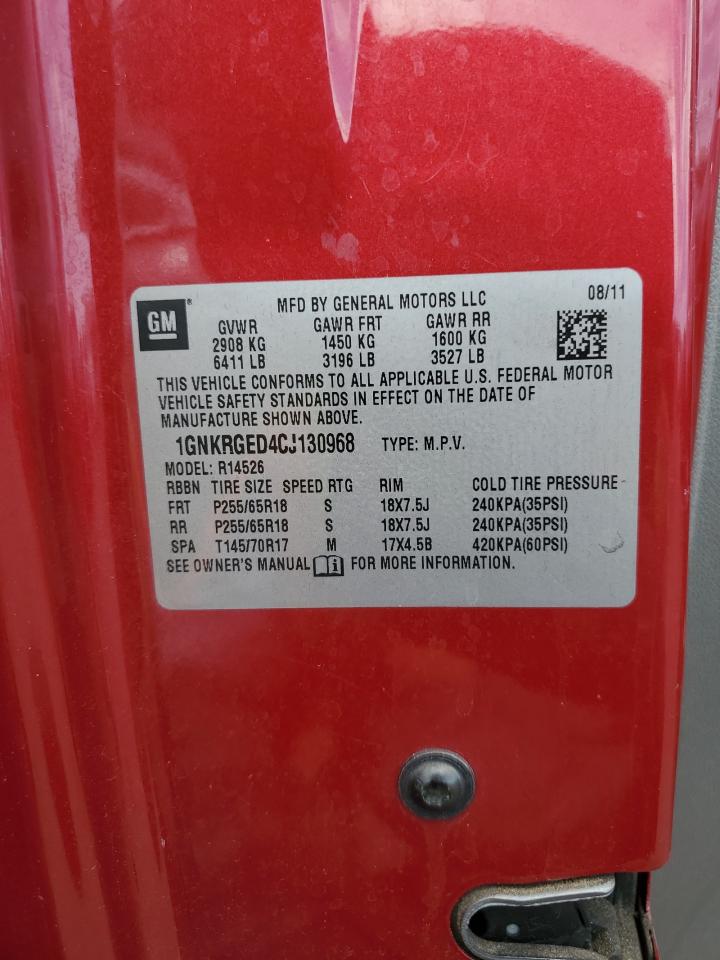 GM ® MFD BY GENERAL MOTORS LLC 08/11
GVWR GAWR FRT GAWR RR
2908 KG 1450 KG 1600 KG
6411 LB 3196 LB 3527 LB
THIS VEHICLE CONFORMS TO ALL APPLICABLE U.S. FEDERAL MOTOR
VEHICLE SAFETY STANDARDS IN EFFECT ON THE DATE OF
MANUFACTURE SHOWN ABOVE.
1GNKRGED4CJ130968 TYPE: M.P.V.
MODEL: R14526
RBBN TIRE SIZE SPEED RTG RIM COLD TIRE PRESSURE
FRT P255/65R18 S 18X7.5J 240KPA(35PSI)
RR P255/65R18 S 18X7.5J 240KPA(35PSI)
SPA T145/70R17 M 17X4.5B 420KPA(60PSI)
SEE OWNER'S MANUAL i FOR MORE INFORMATION.